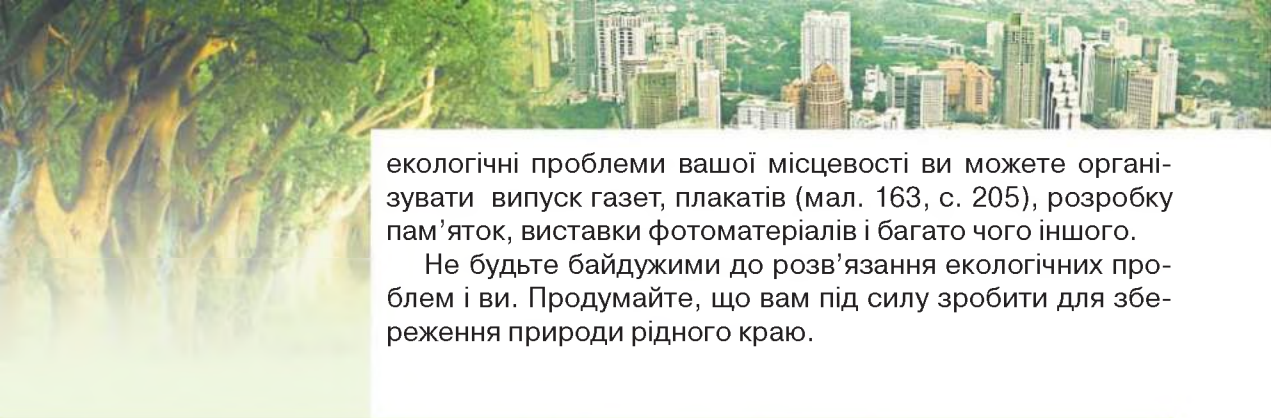 екологічні проблеми вашої місцевості ви можете органі-
зувати випуск газет, плакатів (мал. 163, с. 205), розробку
пам’яток, виставки фотоматеріалів і багато чого іншого.
Не будьте байдужими до розв’язання екологічних про-
блем і ви. Продумайте, що вам під силу зробити для збе-
реження природи рідного краю.